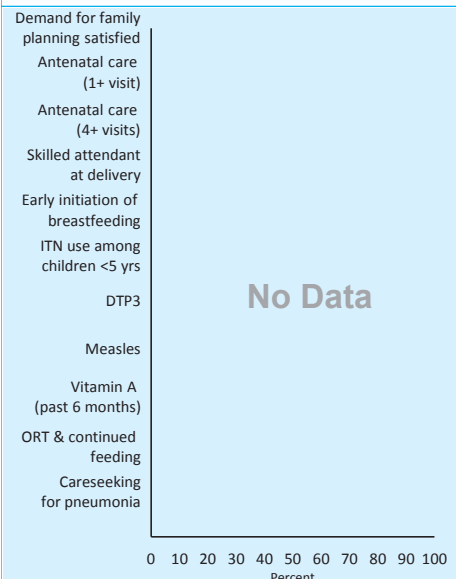 Demand for family
planning satisfied
Antenatal care
(1+ visit)
Antenatal care
(4+ visits)
Skilled attendant
at delivery
Early initiation of
breastfeeding
ITN use among
children <5 yrs
DTP3
No Data
Measles
Vitamin A
(past 6 months)
ORT & continued
feeding
Careseeking
for pneumonia
0 10 20 30 40 50 60 70 80 90 100
Percent